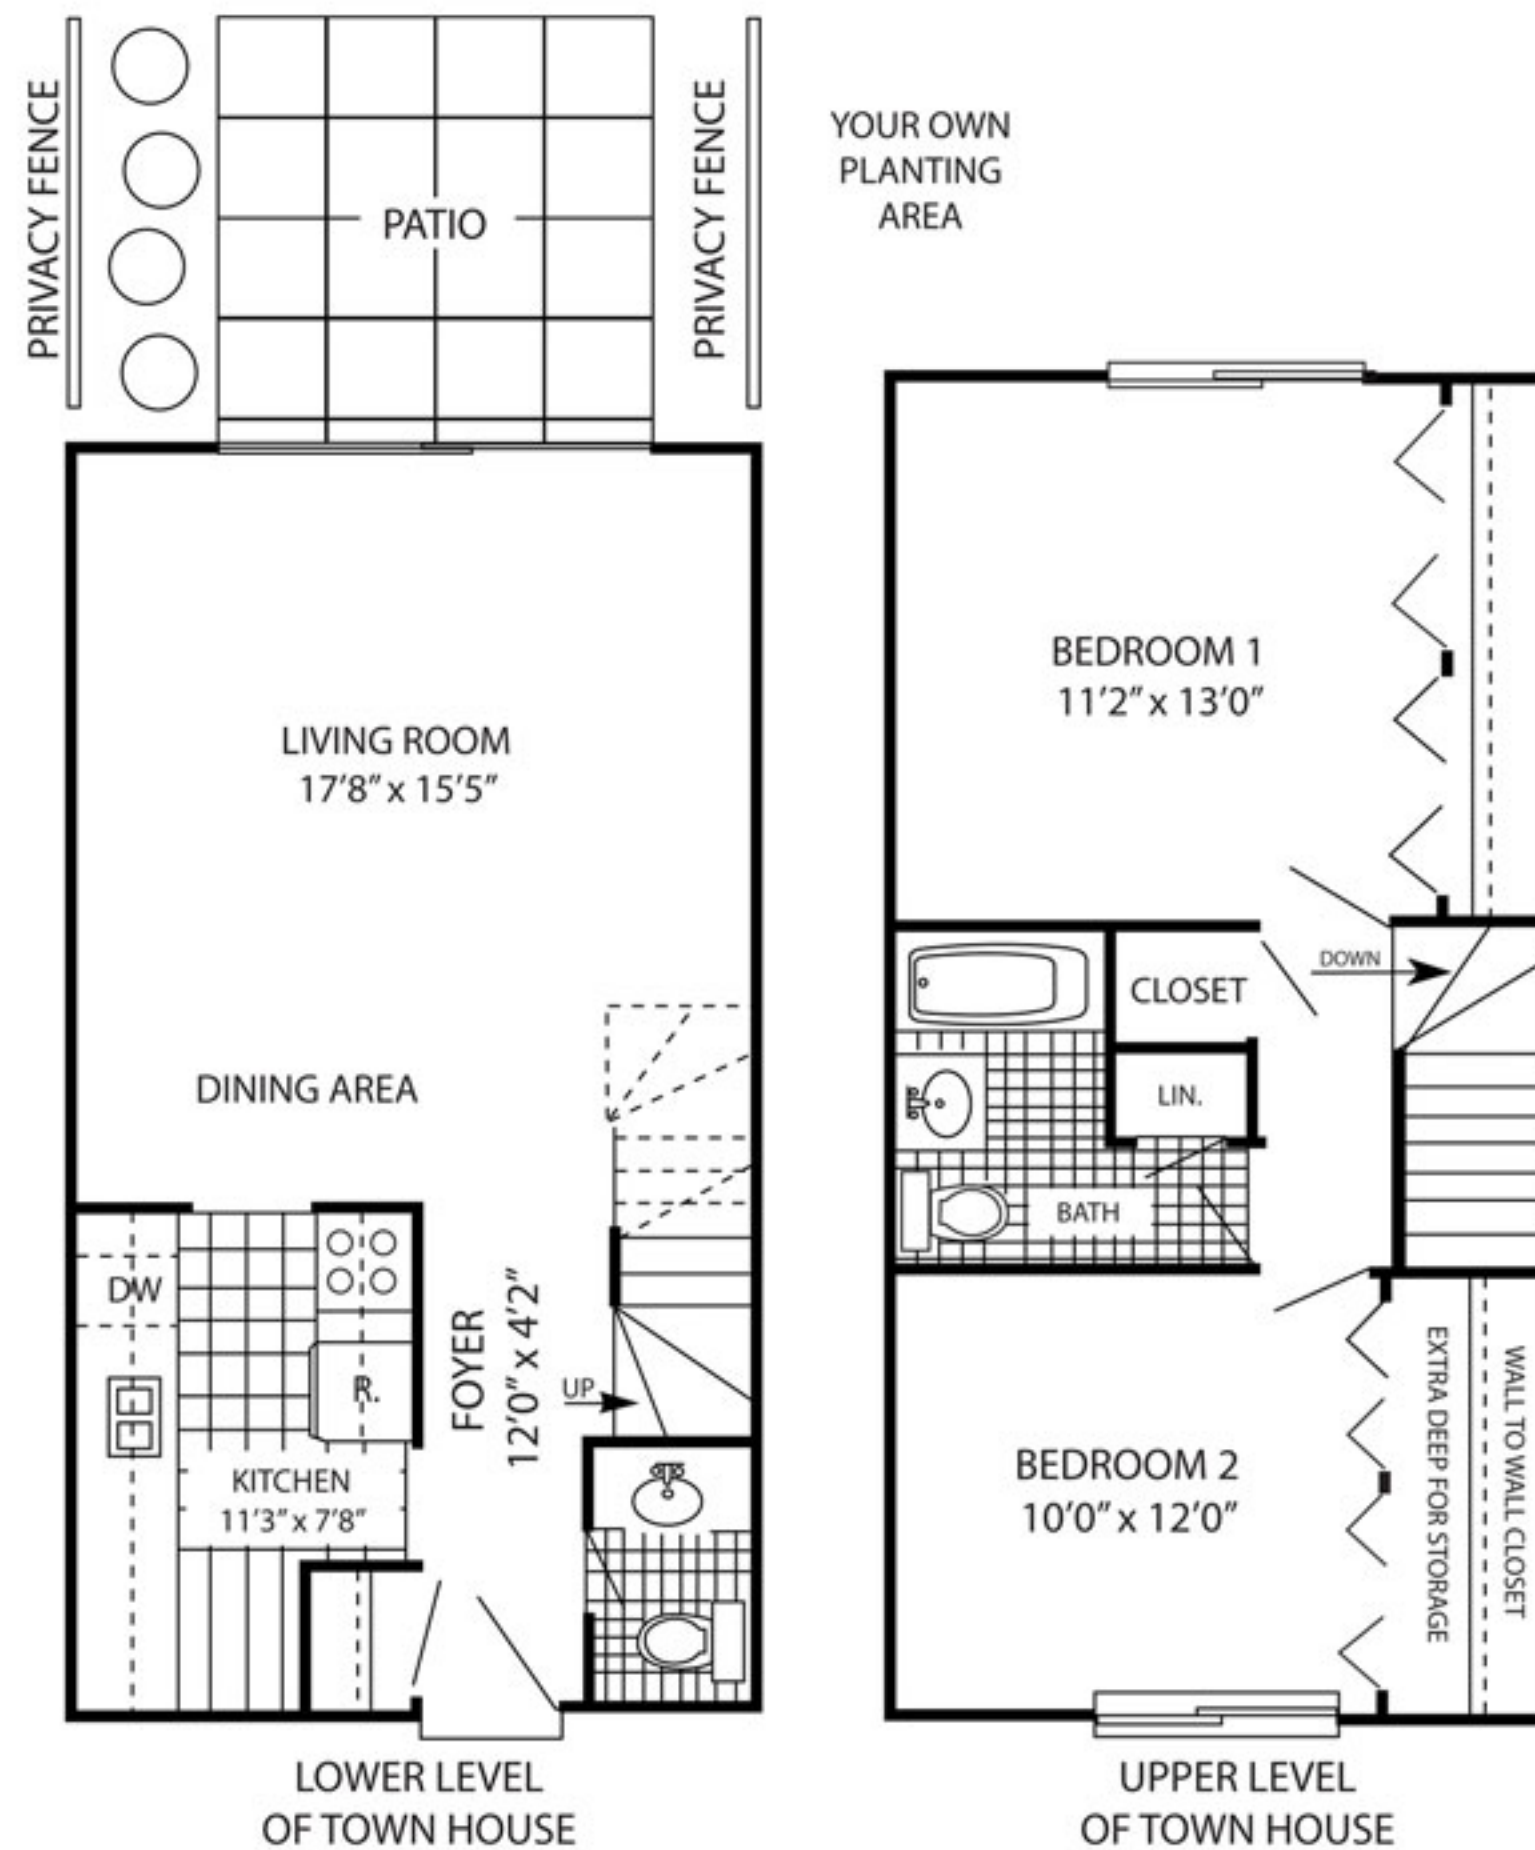 PRIVACY FENCE
PATIO
PRIVACY FENCE
YOUR OWN
PLANTING
AREA
LIVING ROOM
17'8" x 15'5"
DINING AREA
DW
R.
KITCHEN
11'3" x 7'8"
FOYER
12'0" x 4'2"
UP
LOWER LEVEL
OF TOWN HOUSE
BEDROOM 1
11'2" x 13'0"
DOWN
CLOSET
LIN.
BATH
BEDROOM 2
10'0" x 12'0"
EXTRA DEEP FOR STORAGE
WALL TO WALL CLOSET
UPPER LEVEL
OF TOWN HOUSE